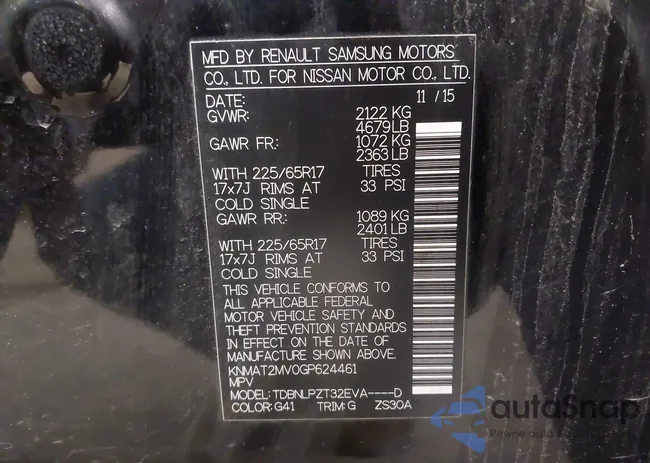 MFD BY RENAULT SAMSUNG MOTORS
CO., LTD. FOR NISSAN MOTOR CO., LTD.
DATE: 11 / 15
GVWR: 2122 KG
4679 LB
GAWR FR: 1072 KG
2363 LB
WITH 225/65R17 TIRES
17x7J RIMS AT 33 PSI
COLD SINGLE
GAWR RR: 1089 KG
2401 LB
WITH 225/65R17 TIRES
17x7J RIMS AT 33 PSI
COLD SINGLE
THIS VEHICLE CONFORMS TO
ALL APPLICABLE FEDERAL
MOTOR VEHICLE SAFETY AND
THEFT PREVENTION STANDARDS
IN EFFECT ON THE DATE OF
MANUFACTURE SHOWN ABOVE.
KNMAT2MV0GP624461
MPV
MODEL: TDBNLPZT32EVA----D
COLOR: G41 TRIM: G ZS30A
autoSnap
Pewne auto